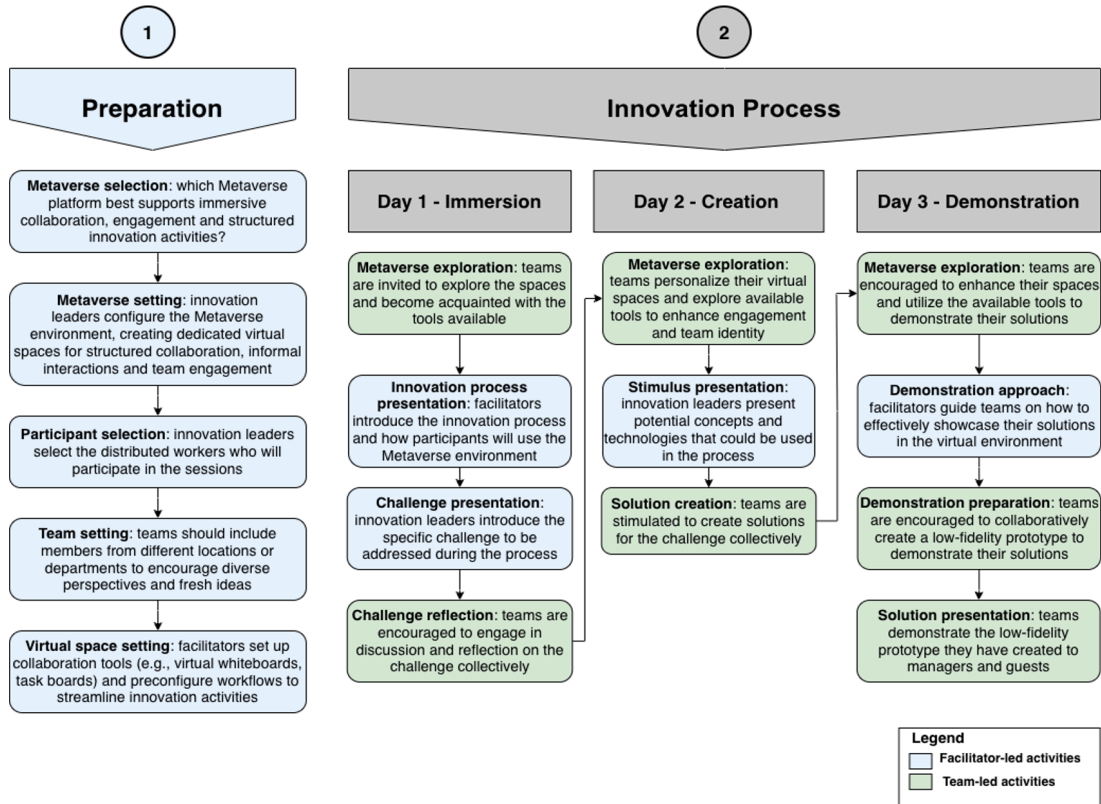 1
Preparation
Metaverse selection: which Metaverse
platform best supports immersive
collaboration, engagement and structured
innovation activities?
Metaverse setting: innovation
leaders configure the Metaverse
environment, creating dedicated virtual
spaces for structured collaboration, informal
interactions and team engagement
Participant selection: innovation leaders
select the distributed workers who will
participate in the sessions
Team setting: teams should include
members from different locations or
departments to encourage diverse
perspectives and fresh ideas
Virtual space setting: facilitators set up
collaboration tools (e.g., virtual whiteboards,
task boards) and preconfigure workflows to
streamline innovation activities
2
Innovation Process
Day 1 - Immersion
Metaverse exploration: teams
are invited to explore the spaces
and become acquainted with the
tools available
Innovation process
presentation: facilitators
introduce the innovation process
and how participants will use the
Metaverse environment
Challenge presentation:
innovation leaders introduce the
specific challenge to be
addressed during the process
Challenge reflection: teams are
encouraged to engage in
discussion and reflection on the
challenge collectively
Day 2 - Creation
Metaverse exploration:
teams personalize their virtual
spaces and explore available
tools to enhance engagement
and team identity
Stimulus presentation:
innovation leaders present
potential concepts and
technologies that could be used
in the process
Solution creation: teams are
stimulated to create solutions
for the challenge collectively
Day 3 - Demonstration
Metaverse exploration: teams are
encouraged to enhance their spaces
and utilize the available tools to
demonstrate their solutions
Demonstration approach:
facilitators guide teams on how to
effectively showcase their solutions
in the virtual environment
Demonstration preparation: teams
are encouraged to collaboratively
create a low-fidelity prototype to
demonstrate their solutions
Solution presentation: teams
demonstrate the low-fidelity
prototype they have created to
managers and guests
Legend
Facilitator-led activities
Team-led activities